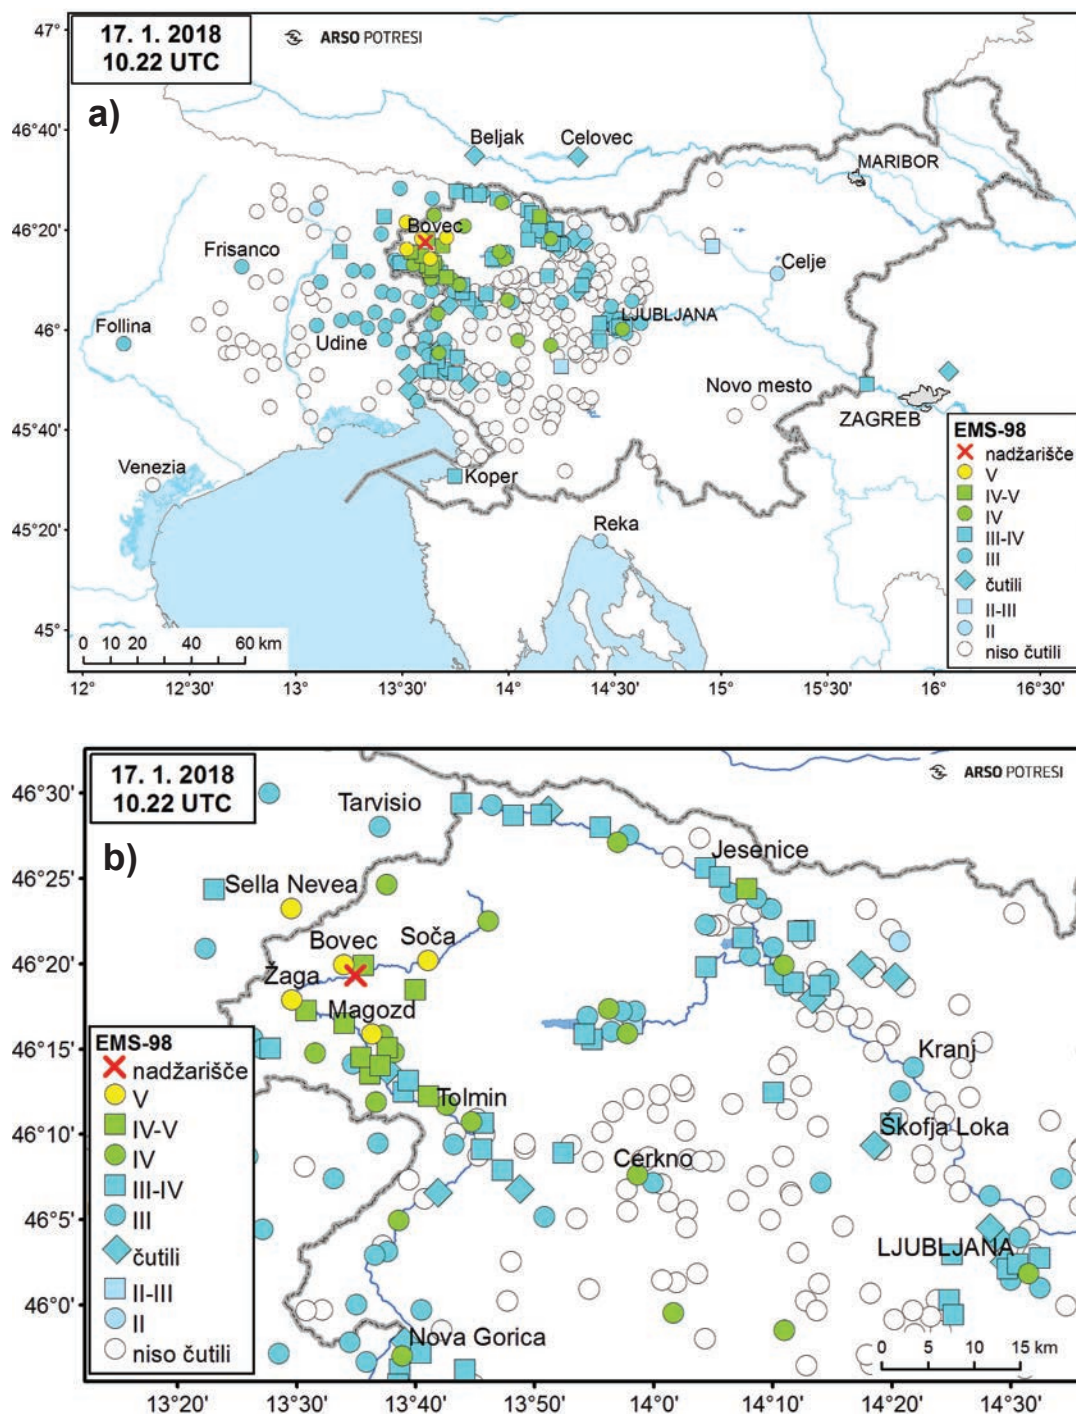 17. 1. 2018
10.22 UTC
ARSO POTRESI
a)
47°
46°40'
46°20'
46°
45°40'
45°20'
45°
Beljak
Celovec
MARIBOR
Bovec
Frisanco
Celje
Follina
Udine
LJUBLJANA
Novo mesto
ZAGREB
Venezia
Koper
Reka
EMS-98
nadžarišče
V
IV-V
IV
III-IV
III
čutili
II-III
II
niso čutili
0 10 20 40 60 km
12° 12°30' 13° 13°30' 14° 14°30' 15° 15°30' 16° 16°30'
17. 1. 2018
10.22 UTC
ARSO POTRESI
b)
46°30'
46°25'
46°20'
46°15'
46°10'
46°5'
46°0'
Tarvisio
Jesenice
Sella Nevea
Bovec
Soča
Žaga
Magozd
Kranj
Tolmin
Škofja Loka
Cerkno
LJUBLJANA
Nova Gorica
EMS-98
nadžarišče
V
IV-V
IV
III-IV
III
čutili
II-III
II
niso čutili
0 5 10 15 km
13°20' 13°30' 13°40' 13°50' 14°0' 14°10' 14°20' 14°30'